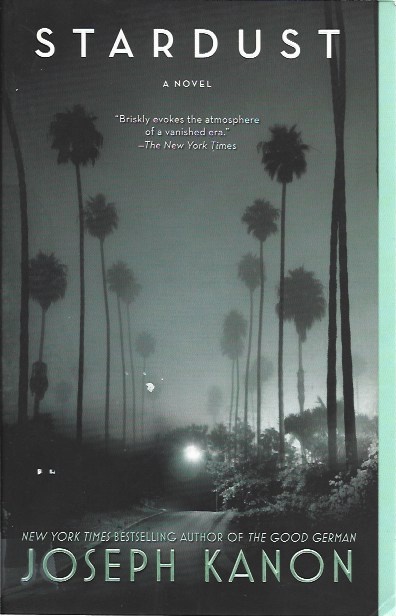 STARDUST
A NOVEL
"Briskly evokes the atmosphere
of a vanished era."
—The New York Times
NEW YORK TIMES BESTSELLING AUTHOR OF THE GOOD GERMAN
JOSEPH KANON